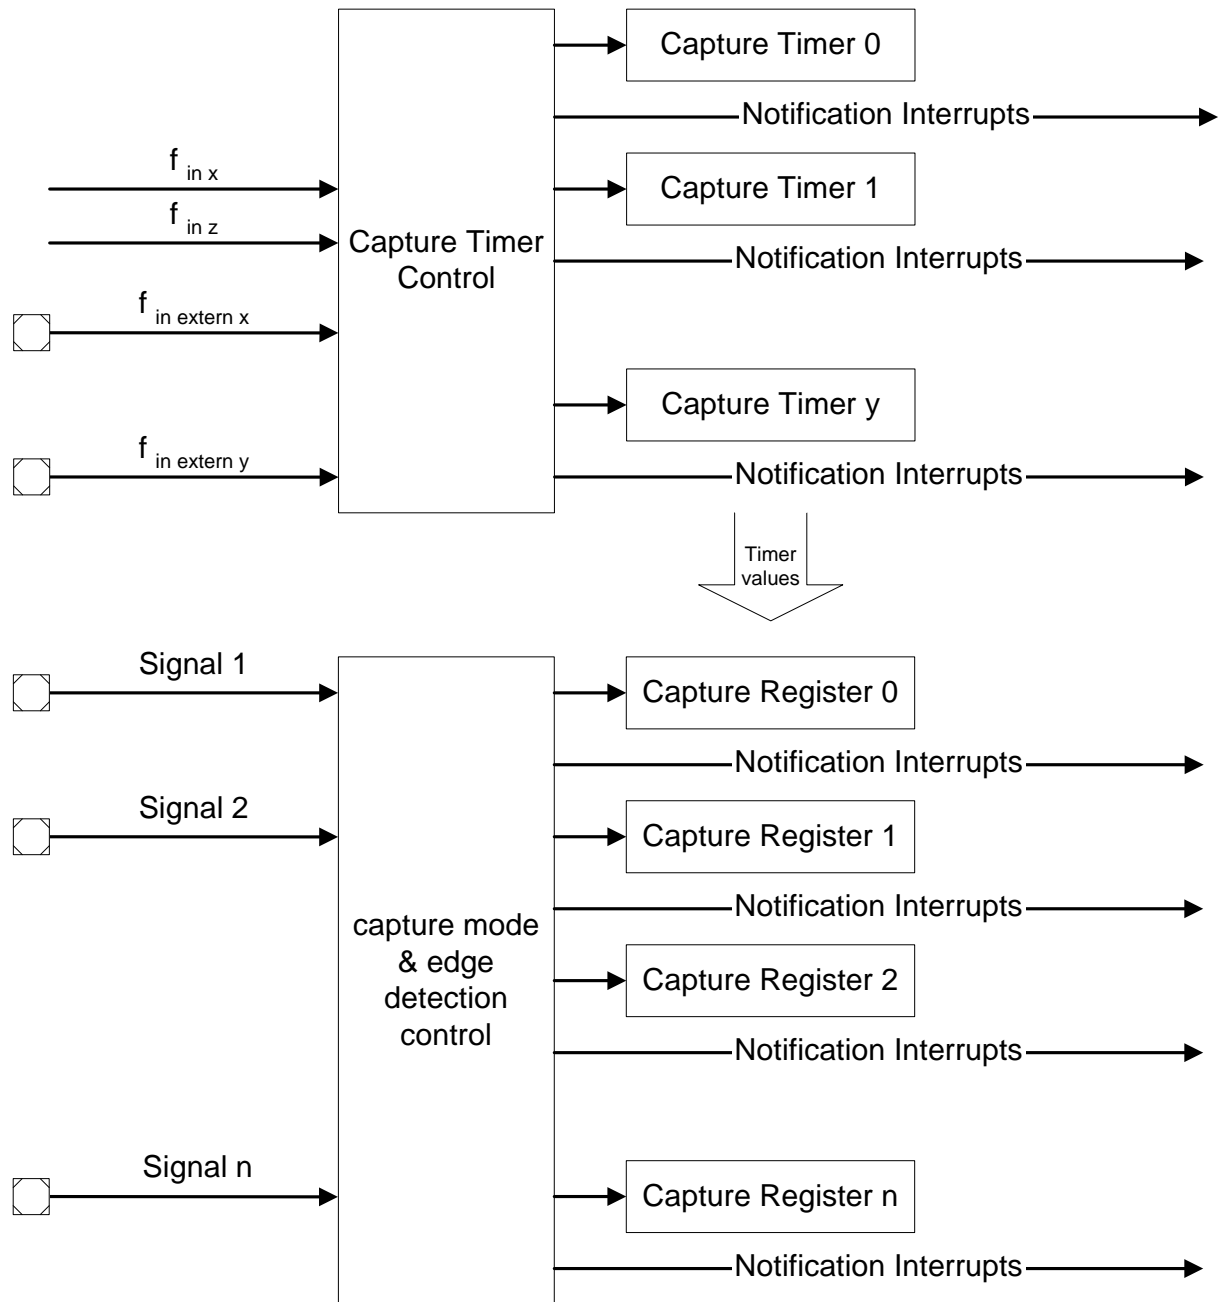 Capture Timer 0
Notification Interrupts
f in x
Capture Timer 1
f in z
Capture Timer
Control
Notification Interrupts
f in extern x
Capture Timer y
f in extern y
Notification Interrupts
Timer
values
Signal 1
Capture Register 0
Notification Interrupts
Signal 2
Capture Register 1
Notification Interrupts
capture mode
& edge
detection
control
Capture Register 2
Notification Interrupts
Signal n
Capture Register n
Notification Interrupts